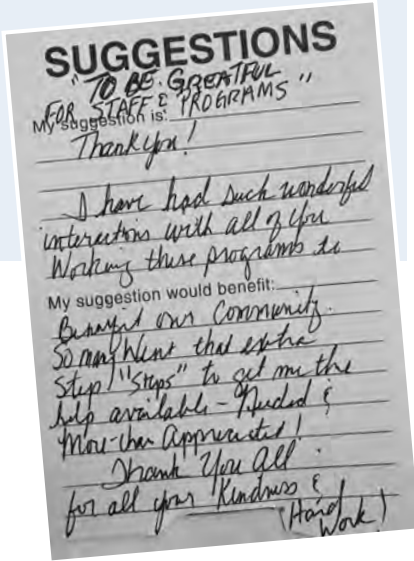 SUGGESTIONS
"TO BE GREATFUL
FOR STAFF & PROGRAMS"
My suggestion is:
Thank you!
I have had such wonderful
interactions with all of you
Working these programs to
My suggestion would benefit:
Benefit our Community.
So many Went that extra
Step/"Steps" to get me the
help available - Needed &
More-than Appreciated!
Thank You All
for all your Kindness &
(Hard
Work)